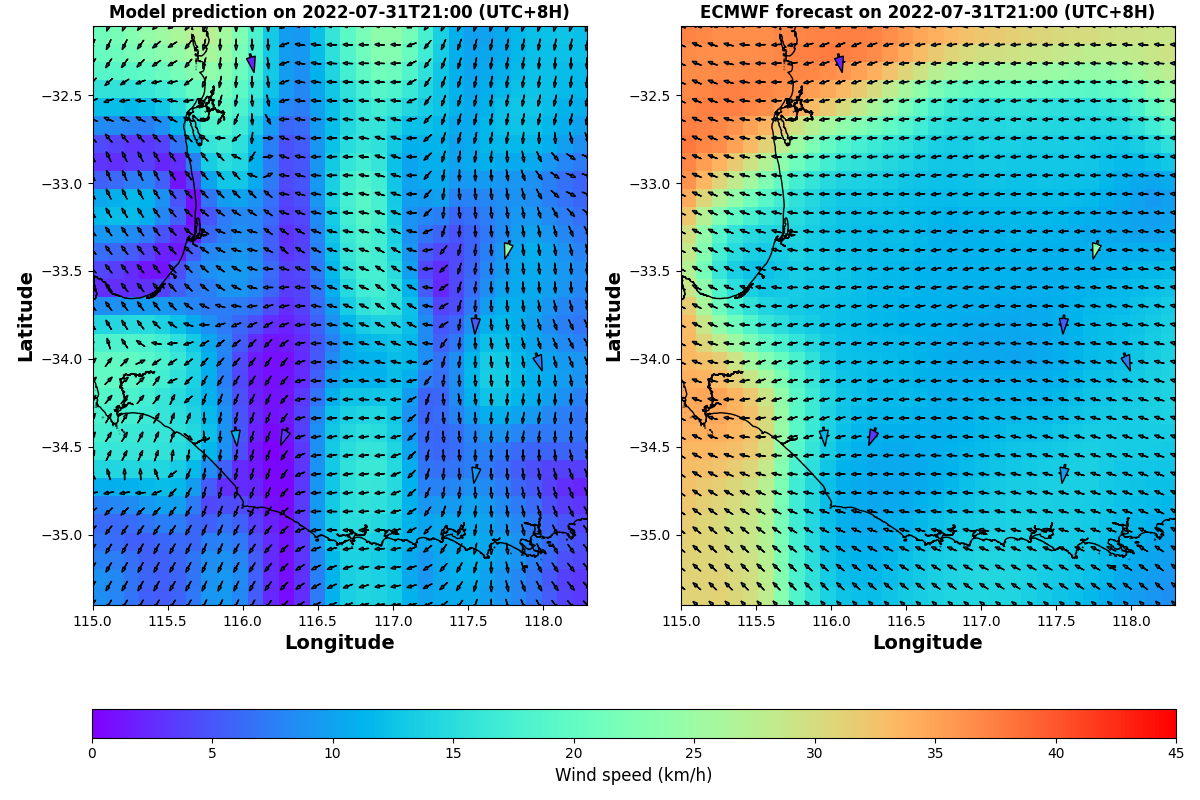 Model prediction on 2022-07-31T21:00 (UTC+8H)
ECMWF forecast on 2022-07-31T21:00 (UTC+8H)
Latitude
−32.5
−33.0
−33.5
−34.0
−34.5
−35.0
115.0 115.5 116.0 116.5 117.0 117.5 118.0
Longitude
Latitude
−32.5
−33.0
−33.5
−34.0
−34.5
−35.0
115.0 115.5 116.0 116.5 117.0 117.5 118.0
Longitude
0 5 10 15 20 25 30 35 40 45
Wind speed (km/h)